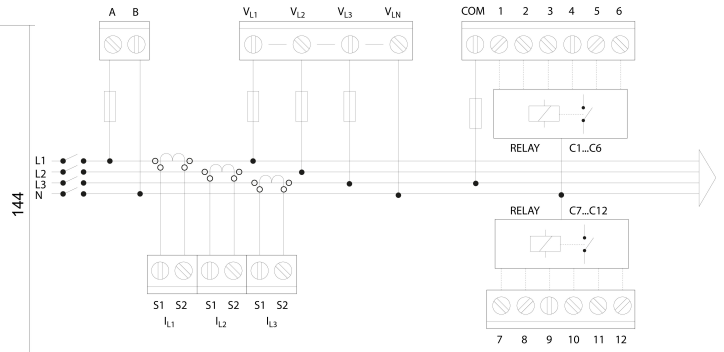 A B
VL1 VL2 VL3 VLN
COM 1 2 3 4 5 6
RELAY C1...C6
L1
L2
L3
N
144
RELAY C7...C12
S1 S2 S1 S2 S1 S2
IL1 IL2 IL3
7 8 9 10 11 12